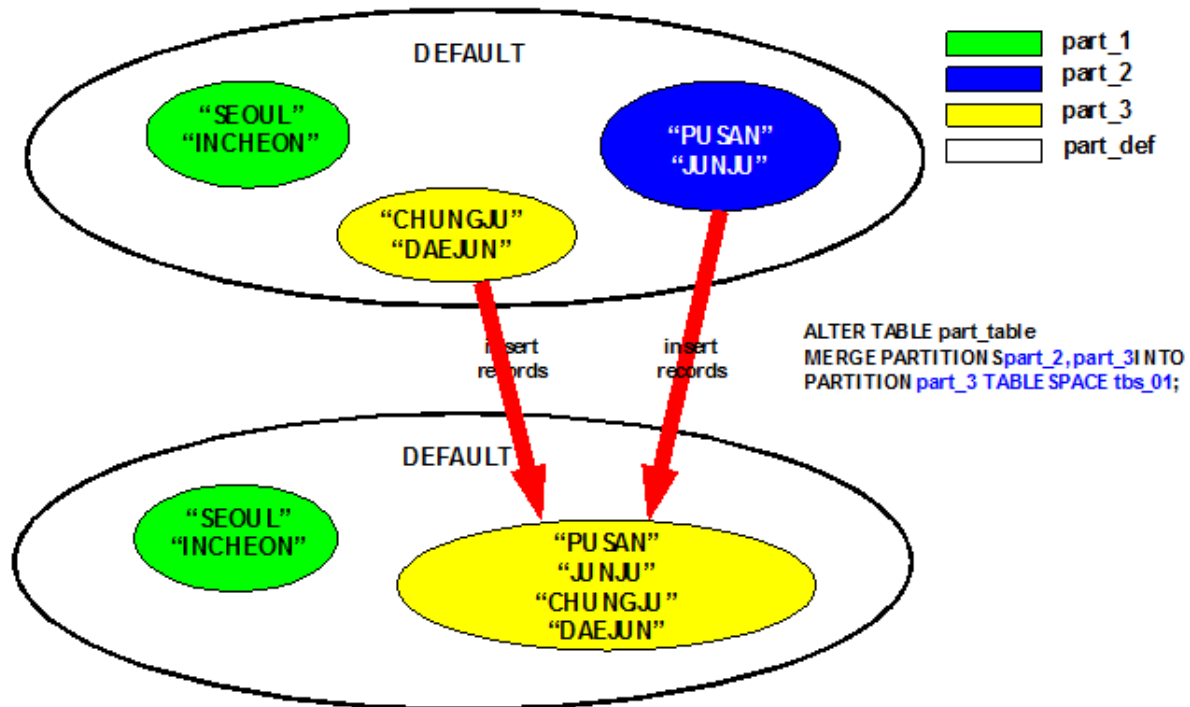 DEFAULT
"SEOUL"
"INCHEON"
"PUSAN"
"JUNJU"
"CHUNGJU"
"DAEJUN"
part_1
part_2
part_3
part_def
insert
records
insert
records
ALTER TABLE part_table
MERGE PARTITIONS part_2, part_3 INTO
PARTITION part_3 TABLESPACE tbs_01;
DEFAULT
"SEOUL"
"INCHEON"
"PUSAN"
"JUNJU"
"CHUNGJU"
"DAEJUN"